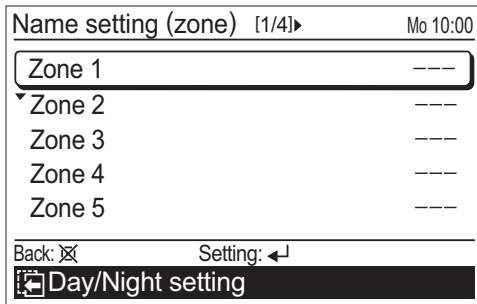 Name setting (zone) [1/4]▸ Mo 10:00
Zone 1 ---
Zone 2 ---
Zone 3 ---
Zone 4 ---
Zone 5 ---
Back: Setting:
Day/Night setting